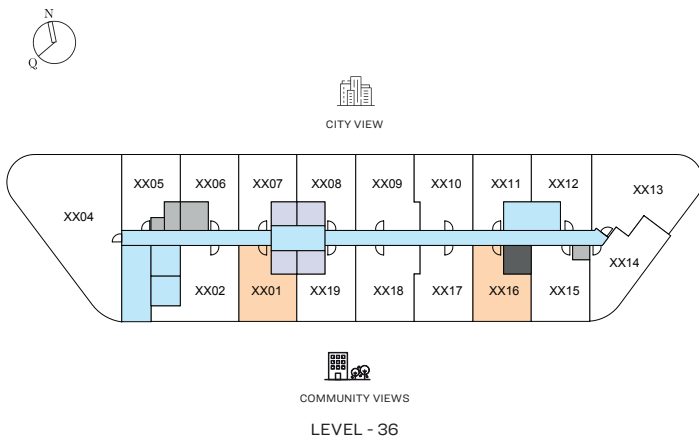 N
Q
CITY VIEW
XX05 XX06 XX07 XX08 XX09 XX10 XX11 XX12 XX13
XX04
XX14
XX02 XX01 XX19 XX18 XX17 XX16 XX15
COMMUNITY VIEWS
LEVEL - 36